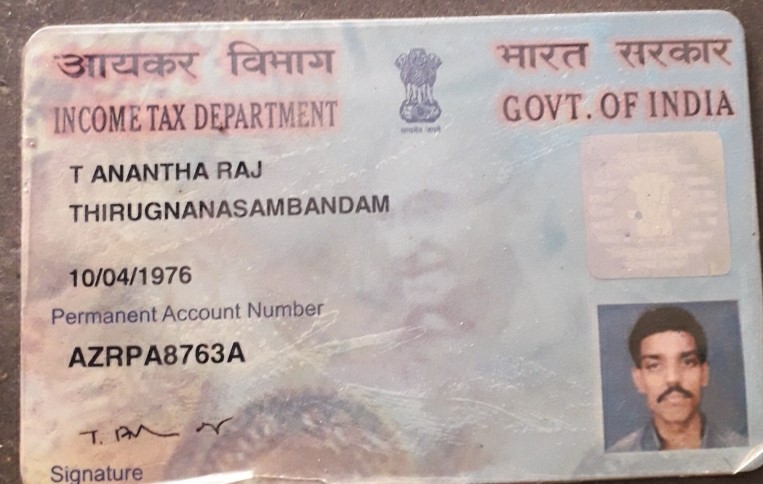 आयकर विभाग
भारत सरकार
INCOME TAX DEPARTMENT
GOVT. OF INDIA
सत्यमेव जयते
T ANANTHA RAJ
THIRUGNANASAMBANDAM
10/04/1976
Permanent Account Number
AZRPA8763A
Signature